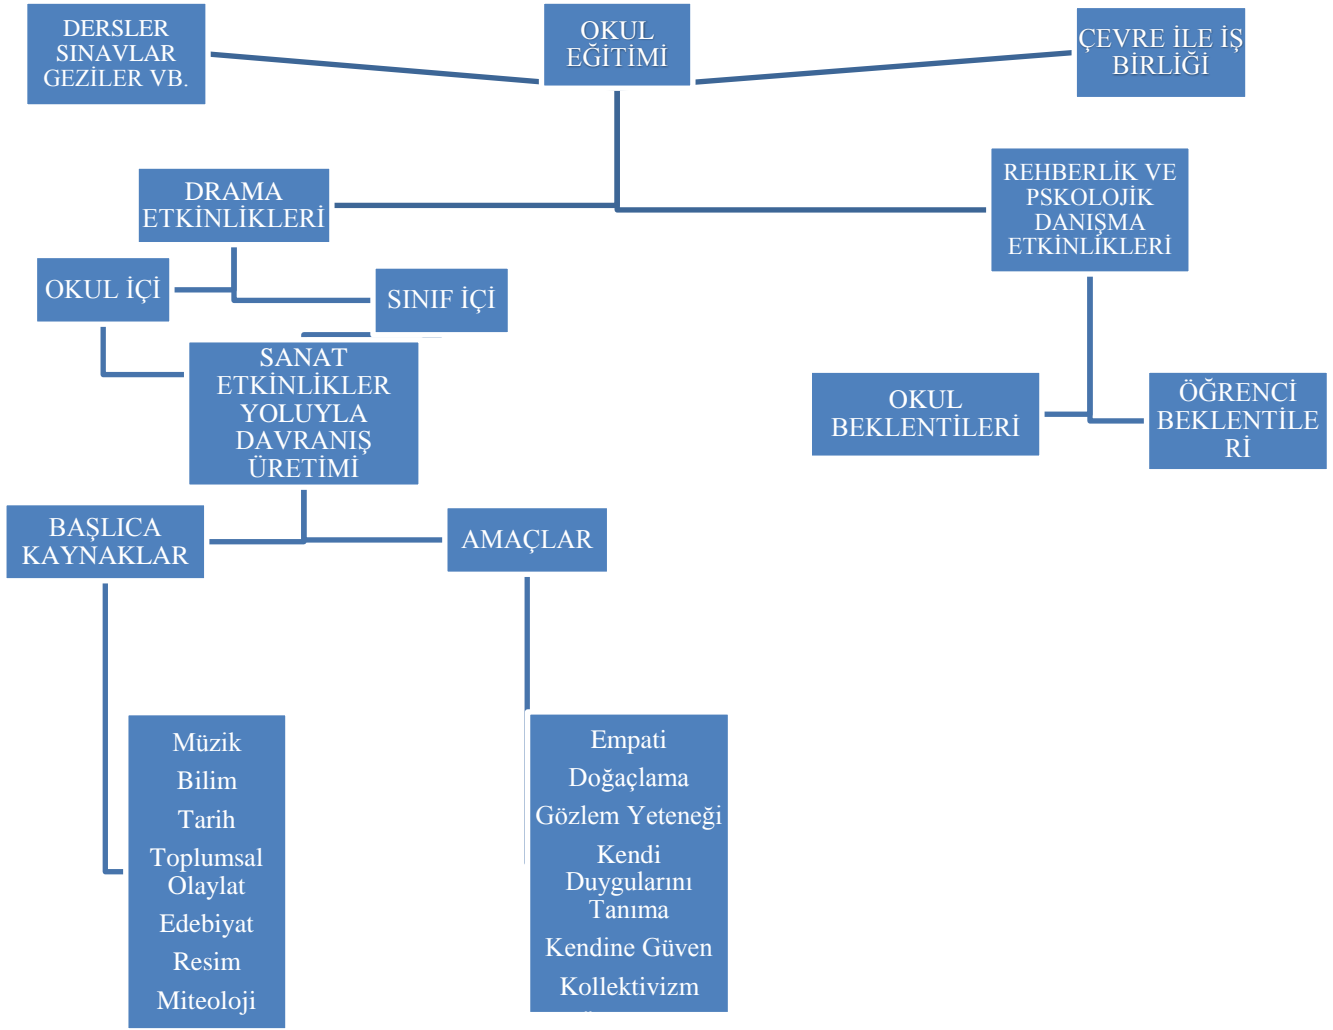 DERSLER
SINAVLAR
GEZİLER VB.
OKUL
EĞİTİMİ
ÇEVRE İLE İŞ
BİRLİĞİ
DRAMA
ETKİNLİKLERİ
REHBERLİK VE
PSKOLOJİK
DANIŞMA
ETKİNLİKLERİ
OKUL İÇİ
SINIF İÇİ
SANAT
ETKİNLİKLER
YOLUYLA
DAVRANIŞ
ÜRETİMİ
OKUL
BEKLENTİLERİ
ÖĞRENCİ
BEKLENTİLE
Rİ
BAŞLICA
KAYNAKLAR
AMAÇLAR
Müzik
Bilim
Tarih
Toplumsal
Olaylat
Edebiyat
Resim
Miteoloji
Empati
Doğaçlama
Gözlem Yeteneği
Kendi
Duygularını
Tanıma
Kendine Güven
Kollektivizm